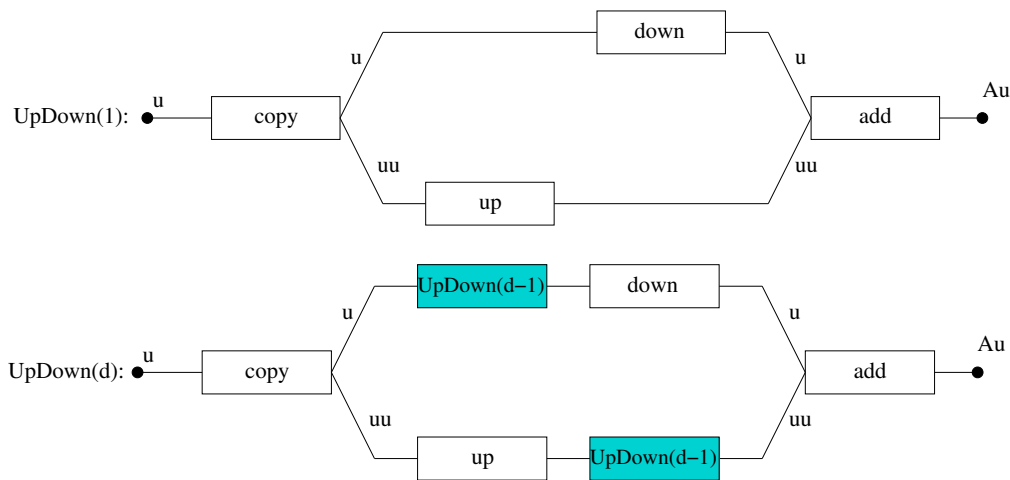 down
u
u
u
Au
UpDown(1):
copy
add
uu
uu
up
UpDown(d−1)
down
u
u
u
Au
UpDown(d):
copy
add
uu
uu
up
UpDown(d−1)